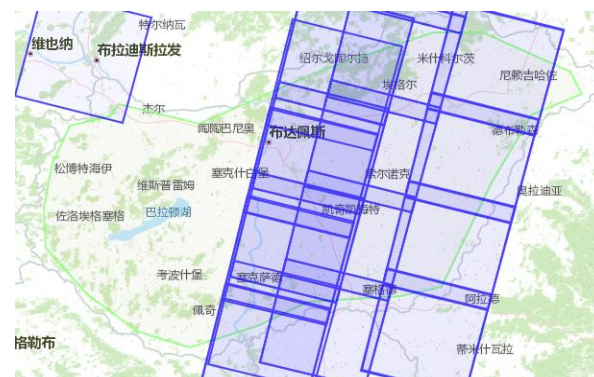 特尔纳瓦
维也纳
布拉迪斯拉发
绍尔戈陶尔扬
米什科尔茨
尼赖吉哈佐
埃格尔
杰尔
陶陶巴尼奥
布达佩斯
德布勒森
松博特海伊
塞克什白堡
索尔诺克
维斯普雷姆
奥拉迪亚
佐洛埃格塞格
巴拉顿湖
凯奇凯梅特
考波什堡
塞克萨德
塞格德
阿拉德
佩奇
格勒布
蒂米什瓦拉